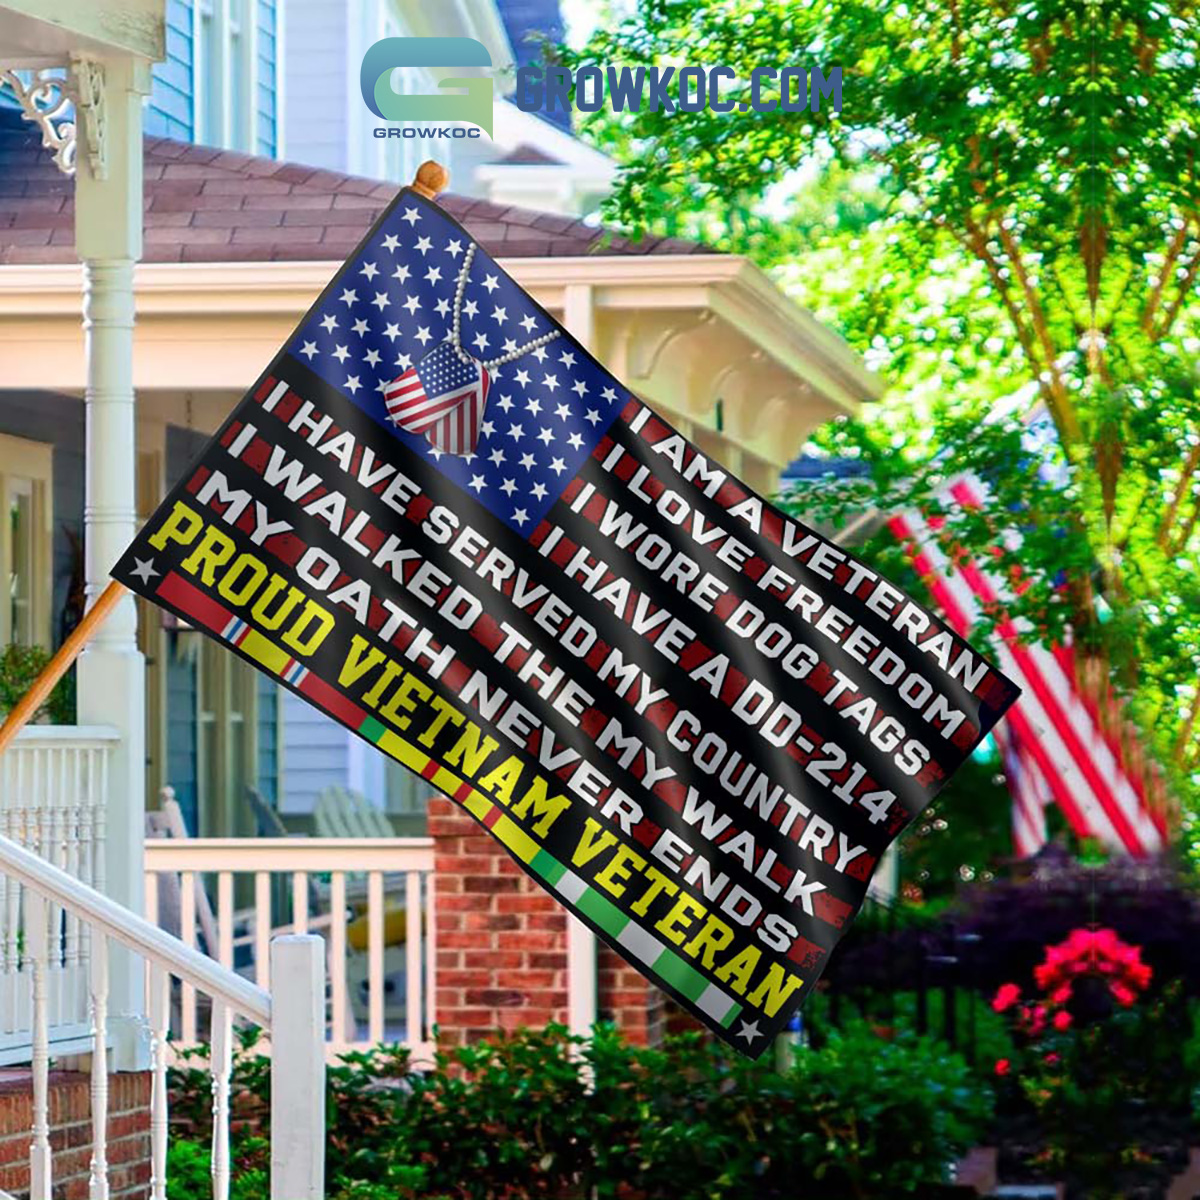 GROWKOC
GROWKOC.COM
I AM A VETERAN
I LOVE FREEDOM
I WORE DOG TAGS
I HAVE A DD-214
I HAVE SERVED MY COUNTRY
I WALKED THE MY WALK
MY OATH NEVER ENDS
PROUD VIETNAM VETERAN